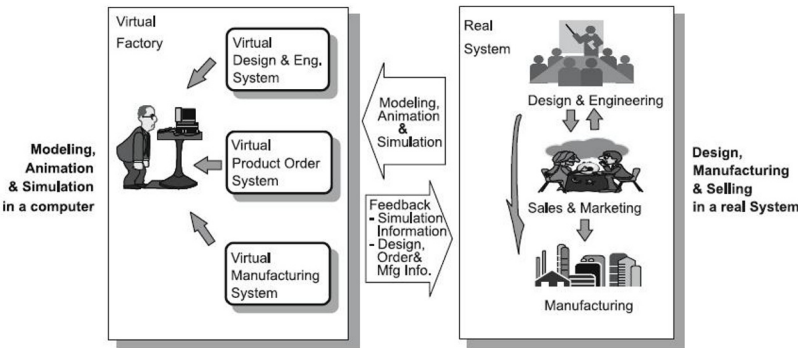 Modeling,
Animation
& Simulation
in a computer
Virtual
Factory
Virtual
Design & Eng.
System
Virtual
Product Order
System
Virtual
Manufacturing
System
Modeling,
Animation
&
Simulation
Feedback
- Simulation
Information
- Design,
Order&
Mfg Info.
Real
System
Design & Engineering
Sales & Marketing
Manufacturing
Design,
Manufacturing
& Selling
in a real System